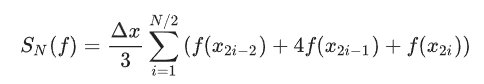 $S_N(f) = \frac{\Delta x}{3} \sum_{i=1}^{N/2} (f(x_{2i-2}) + 4f(x_{2i-1}) + f(x_{2i}))$